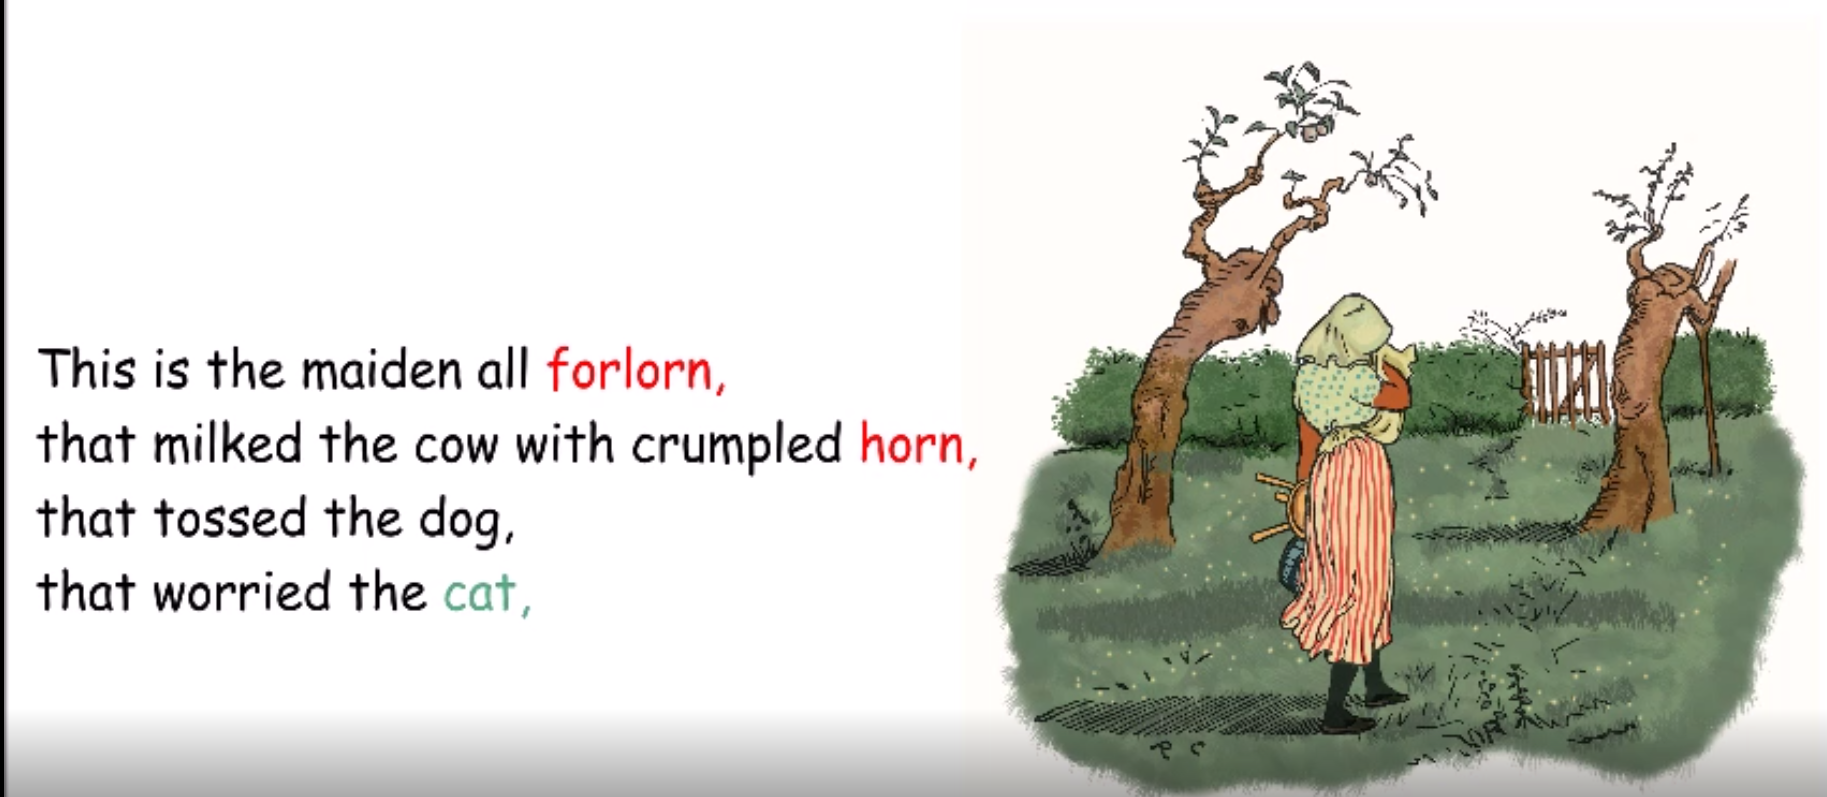 This is the maiden all forlorn,
that milked the cow with crumpled horn,
that tossed the dog,
that worried the cat,
R C